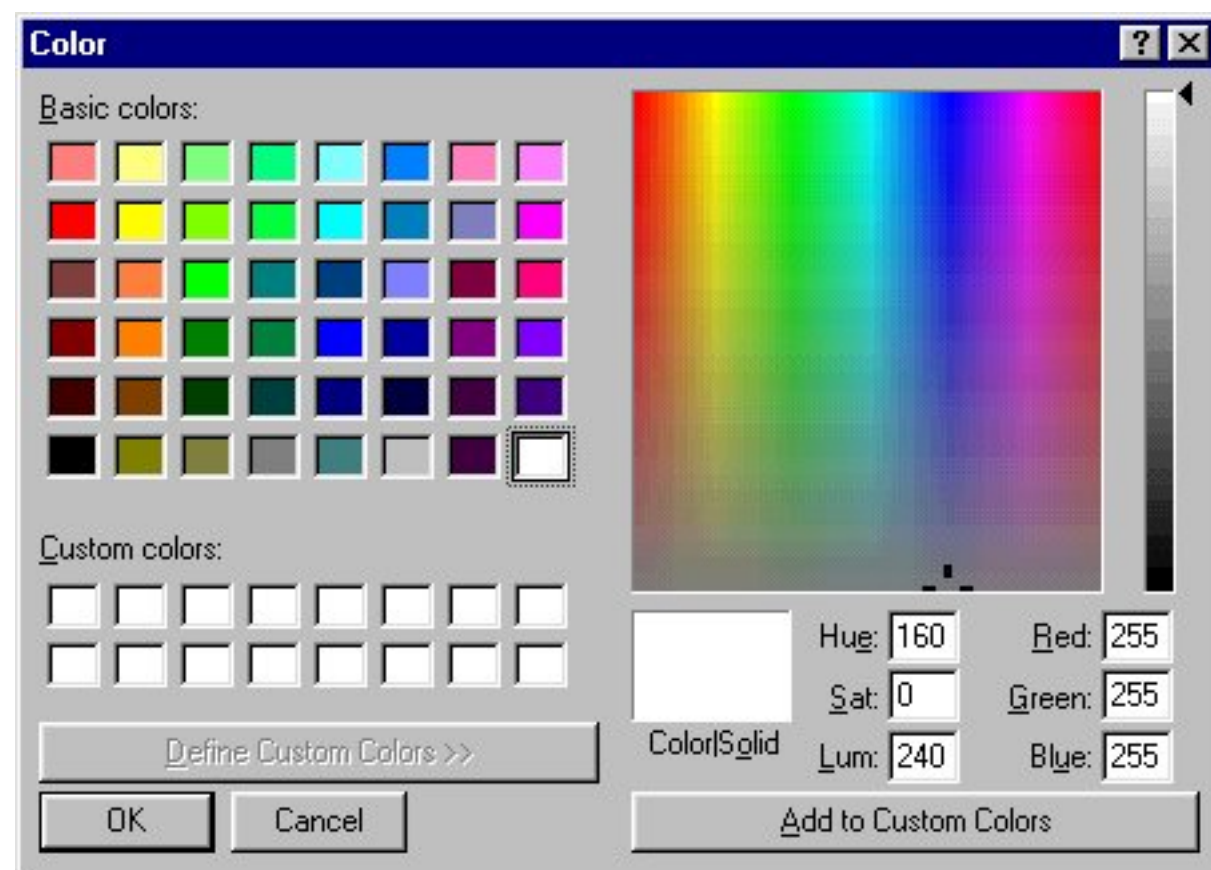 Color
Basic colors:
Custom colors:
Define Custom Colors >>
OK Cancel
Hue: 160 Red: 255
Sat: 0 Green: 255
Color|Solid Lum: 240 Blue: 255
Add to Custom Colors